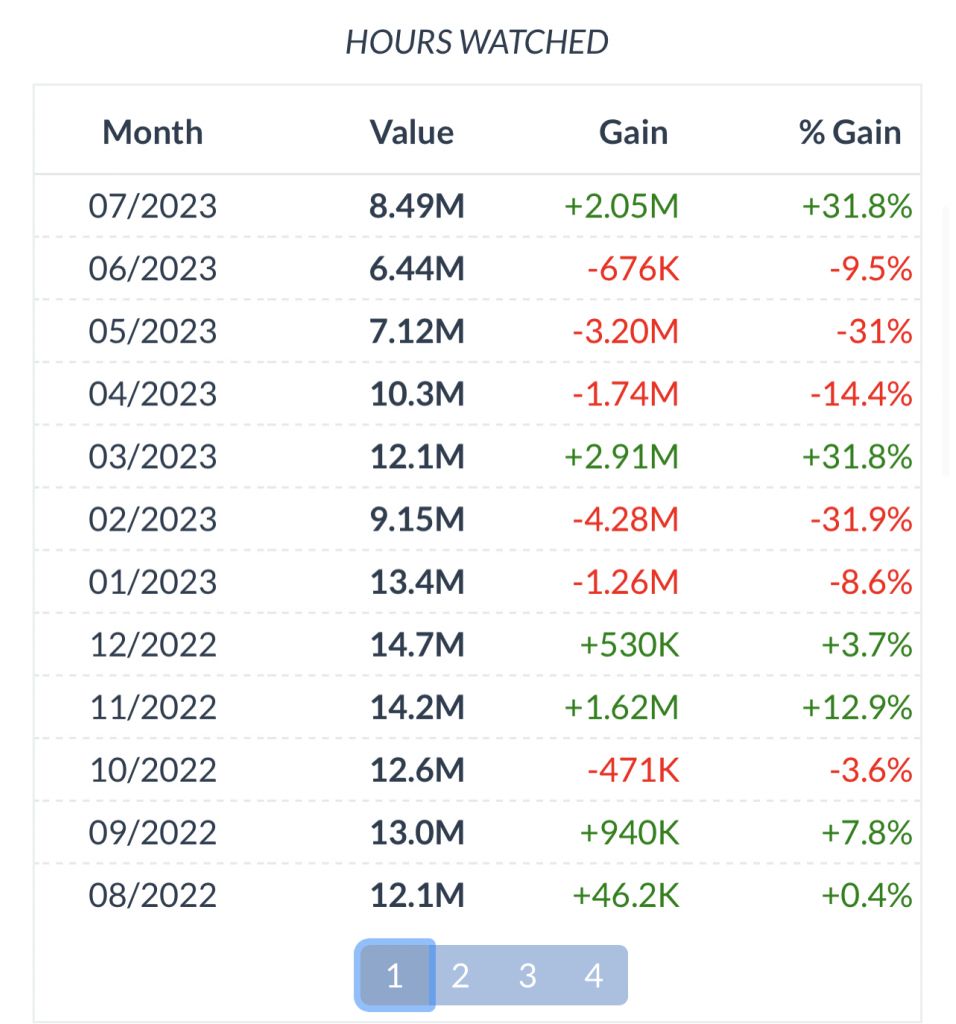 HOURS WATCHED
Month Value Gain % Gain
07/2023 8.49M +2.05M +31.8%
06/2023 6.44M -676K -9.5%
05/2023 7.12M -3.20M -31%
04/2023 10.3M -1.74M -14.4%
03/2023 12.1M +2.91M +31.8%
02/2023 9.15M -4.28M -31.9%
01/2023 13.4M -1.26M -8.6%
12/2022 14.7M +530K +3.7%
11/2022 14.2M +1.62M +12.9%
10/2022 12.6M -471K -3.6%
09/2022 13.0M +940K +7.8%
08/2022 12.1M +46.2K +0.4%
1 2 3 4